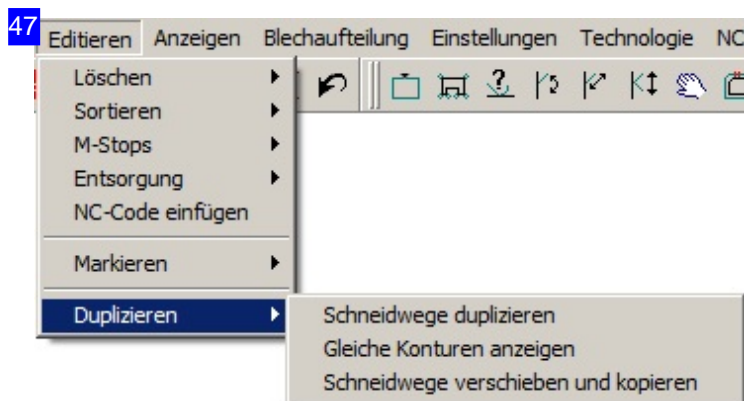 47
Editieren Anzeigen Blechaufteilung Einstellungen Technologie NC
Löschen
Sortieren
M-Stops
Entsorgung
NC-Code einfügen
Markieren
Duplizieren
Schneidwege duplizieren
Gleiche Konturen anzeigen
Schneidwege verschieben und kopieren